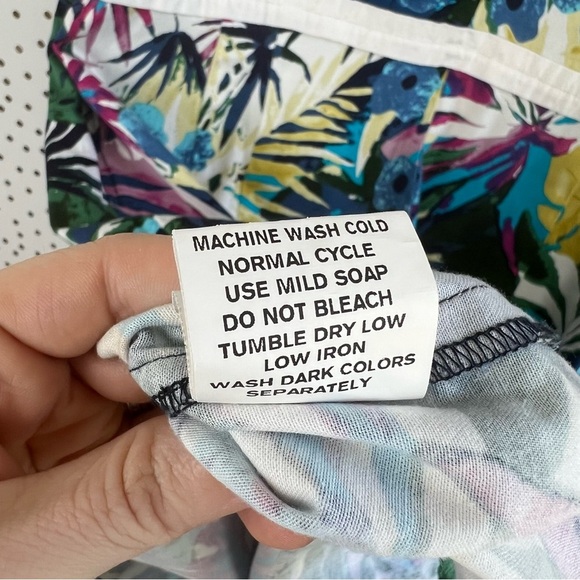 MACHINE WASH COLD
NORMAL CYCLE
USE MILD SOAP
DO NOT BLEACH
TUMBLE DRY LOW
LOW IRON
WASH DARK COLORS
SEPARATELY